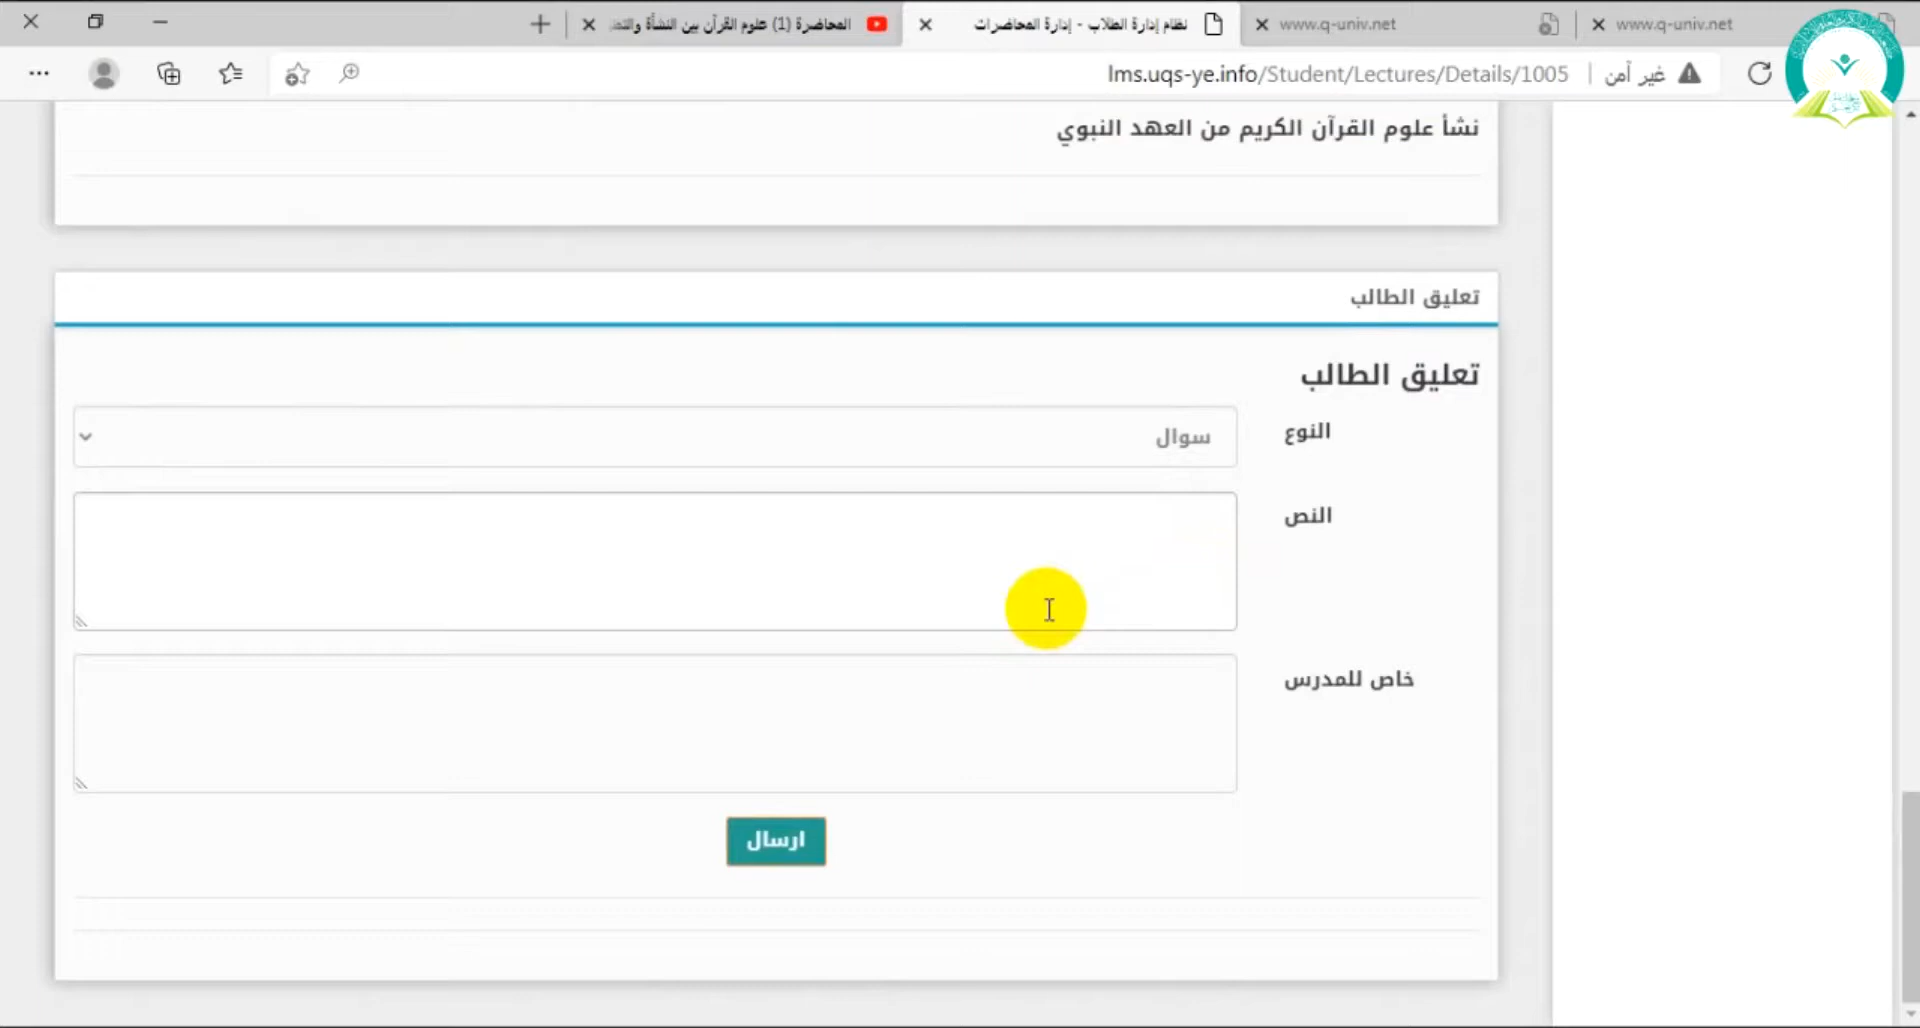 www.q-univ.net
www.q-univ.net
نظام إدارة الطلاب - إدارة المحاضرات
المحاضرة (1) علوم القرآن بين النشأة والتط
غير آمن
lms.uqs-ye.info/Student/Lectures/Details/1005
نشأ علوم القرآن الكريم من العهد النبوي
تعليق الطالب
تعليق الطالب
النوع
سوال
النص
خاص للمدرس
ارسال